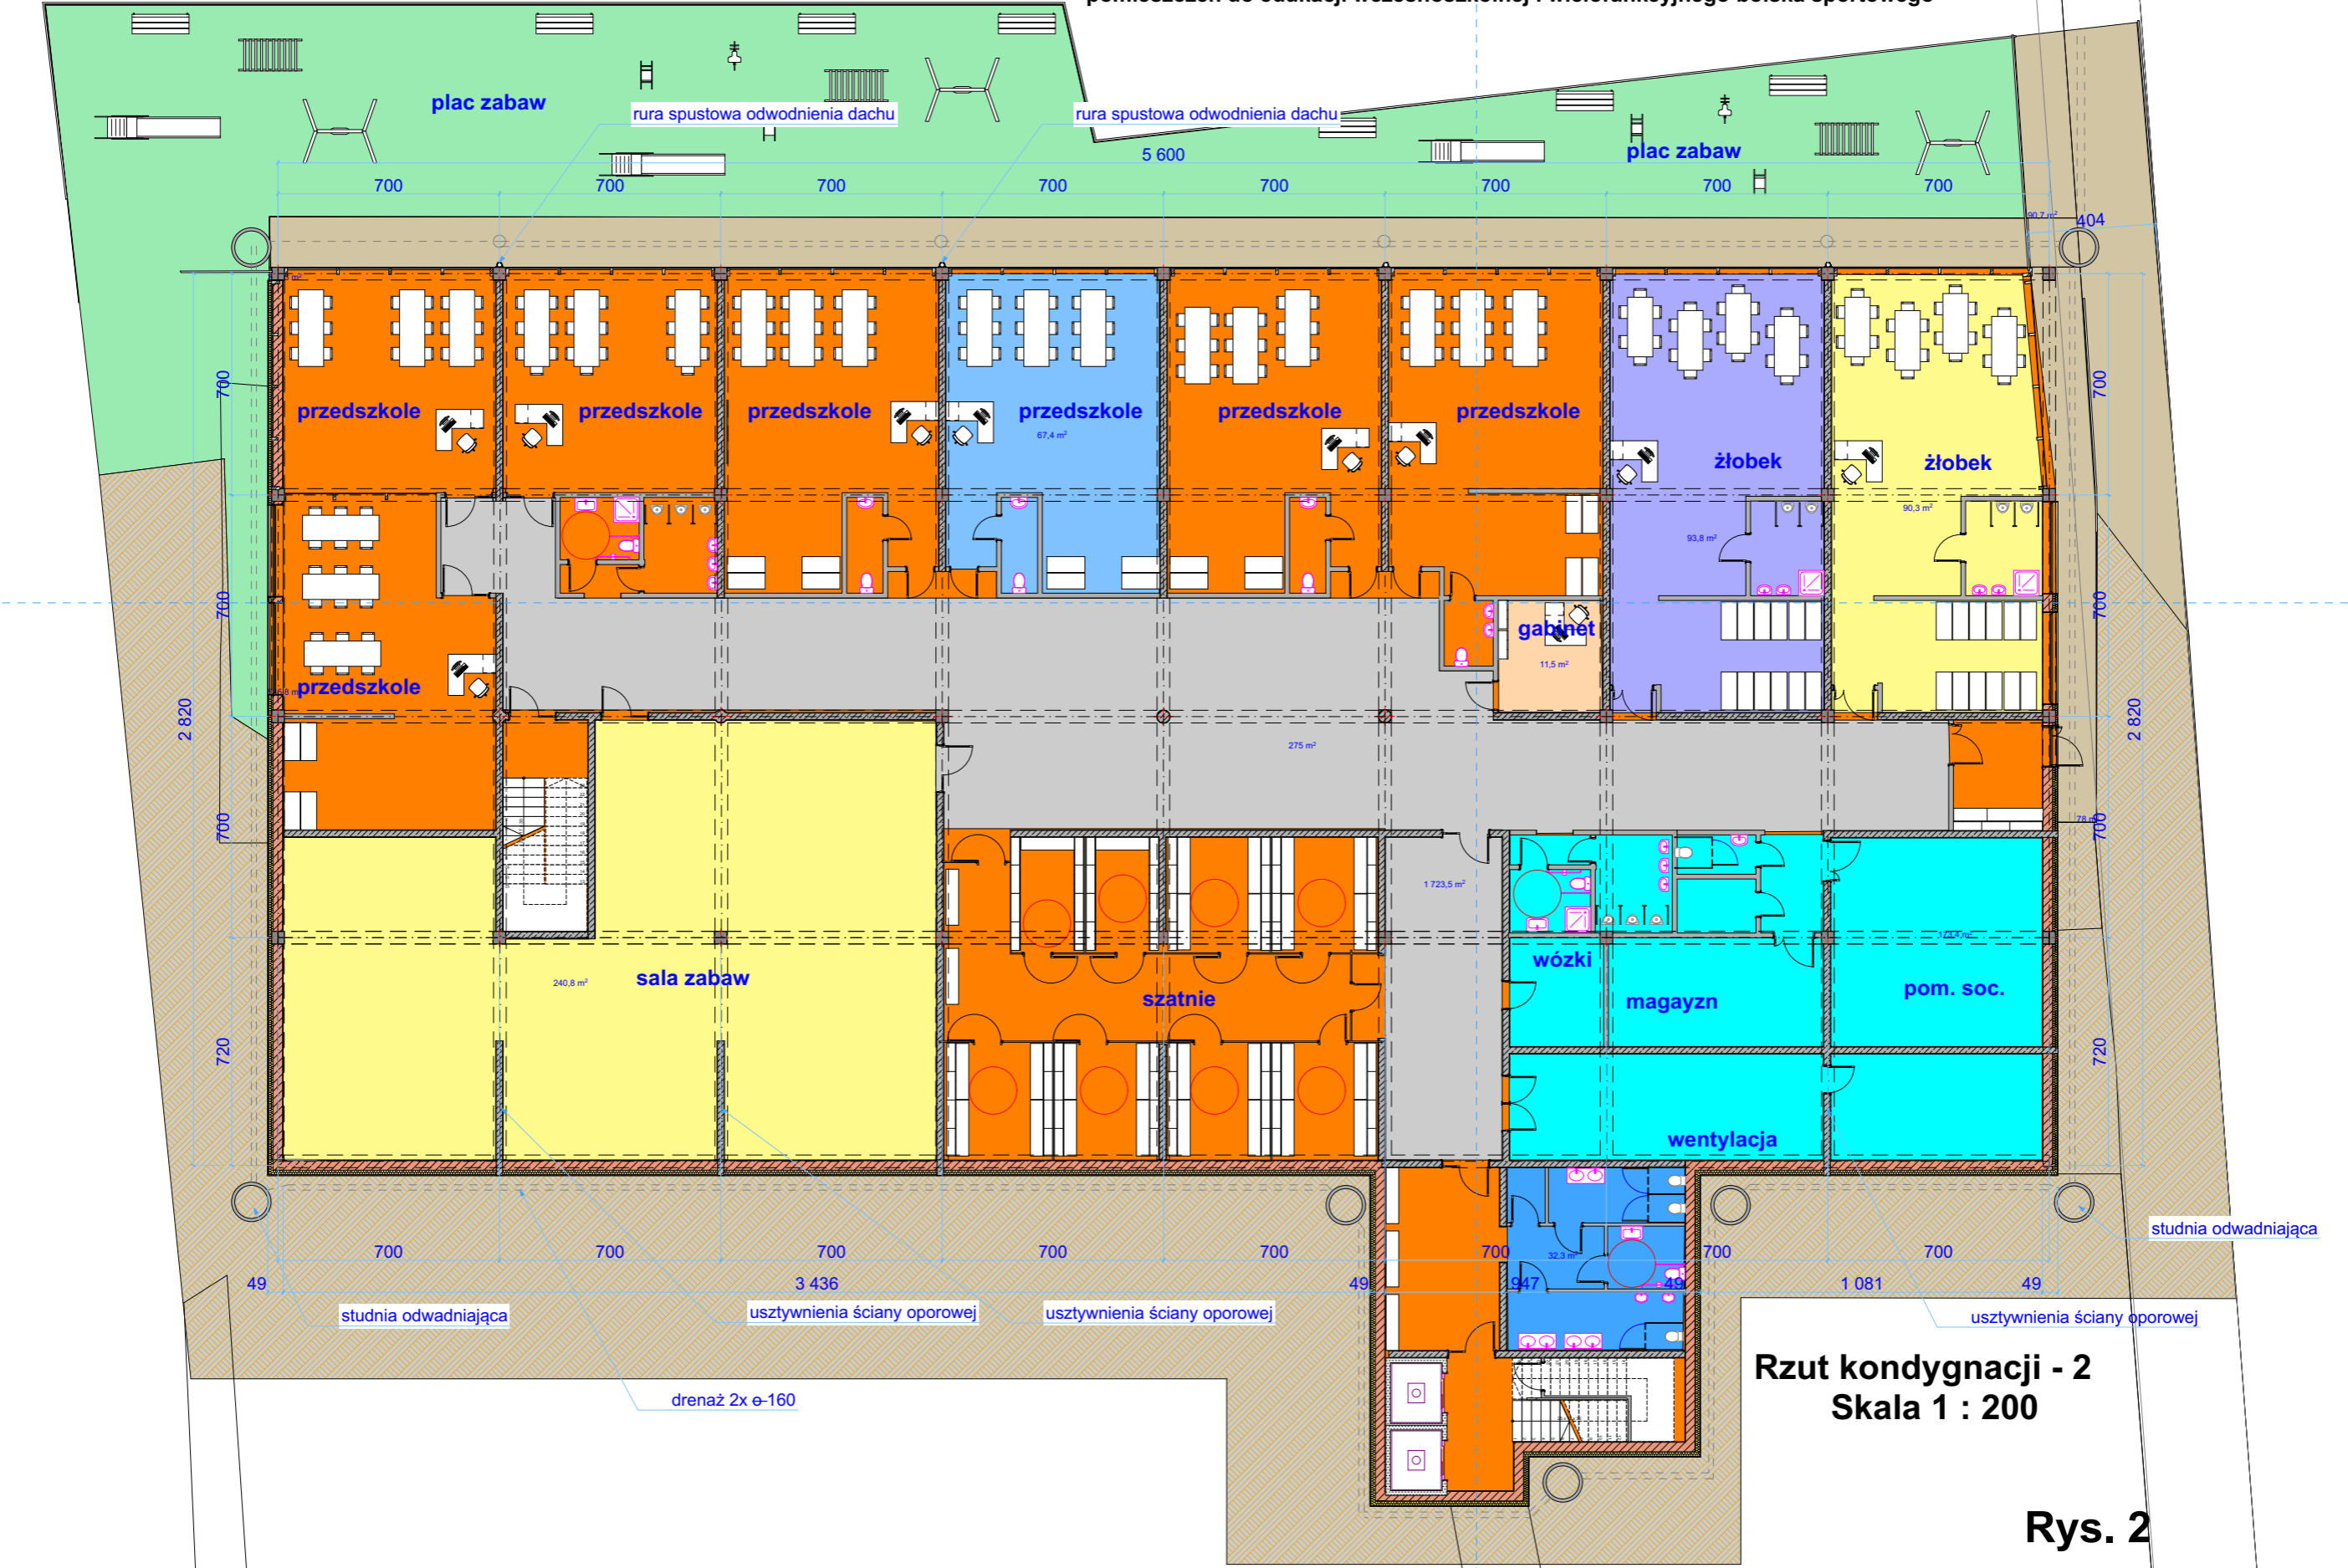 plac zabaw
rura spustowa odwodnienia dachu
rura spustowa odwodnienia dachu
5 600
plac zabaw
700
700
700
700
700
700
700
700
90,7 m²
404
przedszkole
przedszkole
przedszkole
przedszkole
67,4 m²
przedszkole
przedszkole
żłobek
żłobek
700
700
93,8 m²
90,3 m²
700
700
gabinet
11,5 m²
przedszkole
2 820
2 820
275 m²
700
700
1 723,5 m²
wózki
173,4 m²
sala zabaw
240,8 m²
szatnie
magayzn
pom. soc.
720
720
wentylacja
studnia odwadniająca
700
700
700
700
700
700
700
700
32,3 m²
49
3 436
49
947
49
1 081
49
studnia odwadniająca
usztywnienia ściany oporowej
usztywnienia ściany oporowej
usztywnienia ściany oporowej
drenaż 2x ө 160
Rzut kondygnacji - 2
Skala 1 : 200
Rys. 2